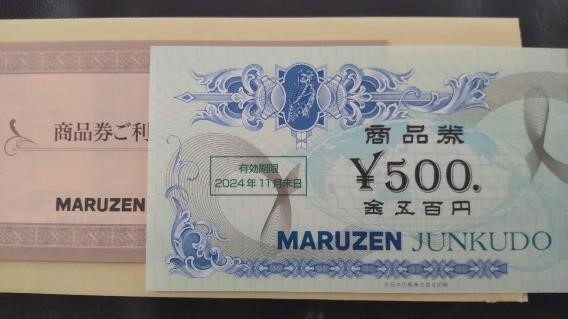 商品券ご利
MARUZEN
商品券
有効期限
2024年11月末日
¥500.
金五百円
MARUZEN JUNKUDO